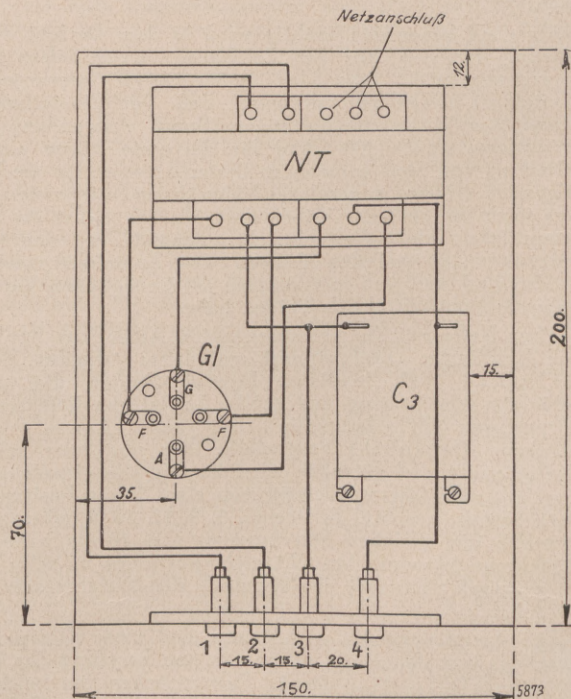 Netzanschluß
12.
NT
Gl
G
F
F
A
C3
15.
200.
35.
70.
1
2
3
4
15.
15.
20.
150.
5873